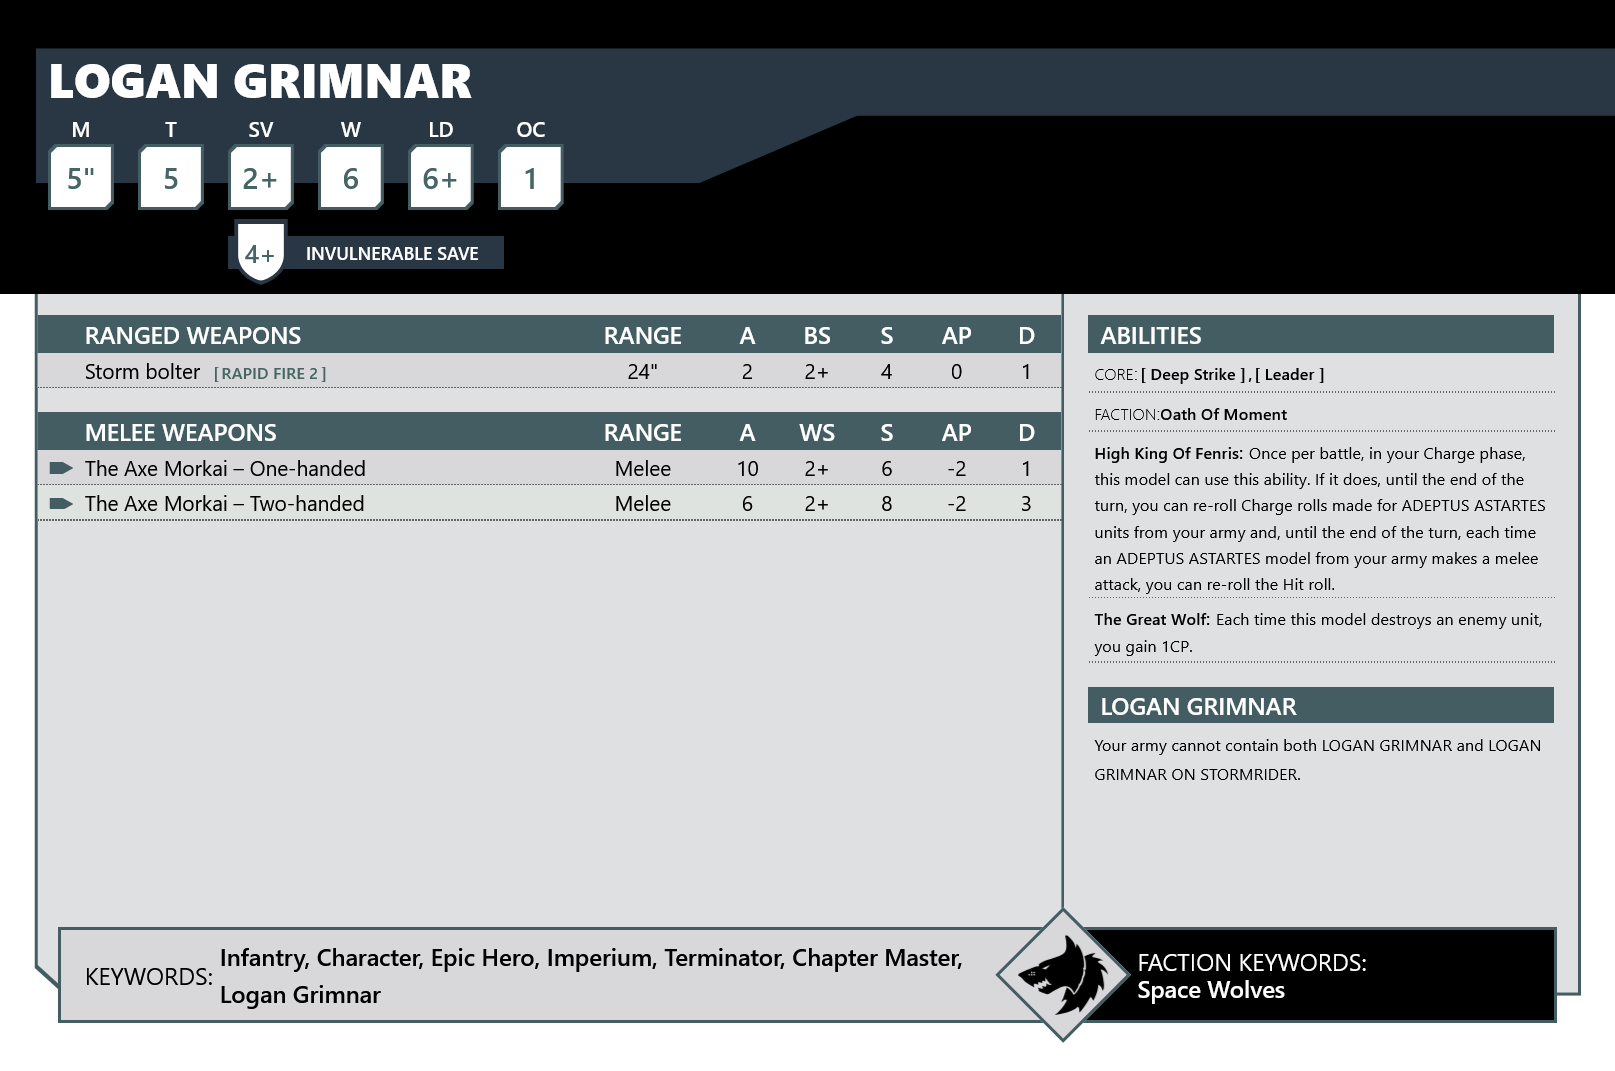 LOGAN GRIMNAR
M T SV W LD OC
5" 5 2+ 6 6+ 1
4+ INVULNERABLE SAVE
RANGED WEAPONS RANGE A BS S AP D
Storm bolter [ RAPID FIRE 2 ] 24" 2 2+ 4 0 1
MELEE WEAPONS RANGE A WS S AP D
The Axe Morkai – One-handed Melee 10 2+ 6 -2 1
The Axe Morkai – Two-handed Melee 6 2+ 8 -2 3
ABILITIES
CORE: [ Deep Strike ] , [ Leader ]
FACTION:Oath Of Moment
High King Of Fenris: Once per battle, in your Charge phase,
this model can use this ability. If it does, until the end of the
turn, you can re-roll Charge rolls made for ADEPTUS ASTARTES
units from your army and, until the end of the turn, each time
an ADEPTUS ASTARTES model from your army makes a melee
attack, you can re-roll the Hit roll.
The Great Wolf: Each time this model destroys an enemy unit,
you gain 1CP.
LOGAN GRIMNAR
Your army cannot contain both LOGAN GRIMNAR and LOGAN
GRIMNAR ON STORMRIDER.
KEYWORDS: Infantry, Character, Epic Hero, Imperium, Terminator, Chapter Master,
Logan Grimnar
FACTION KEYWORDS:
Space Wolves